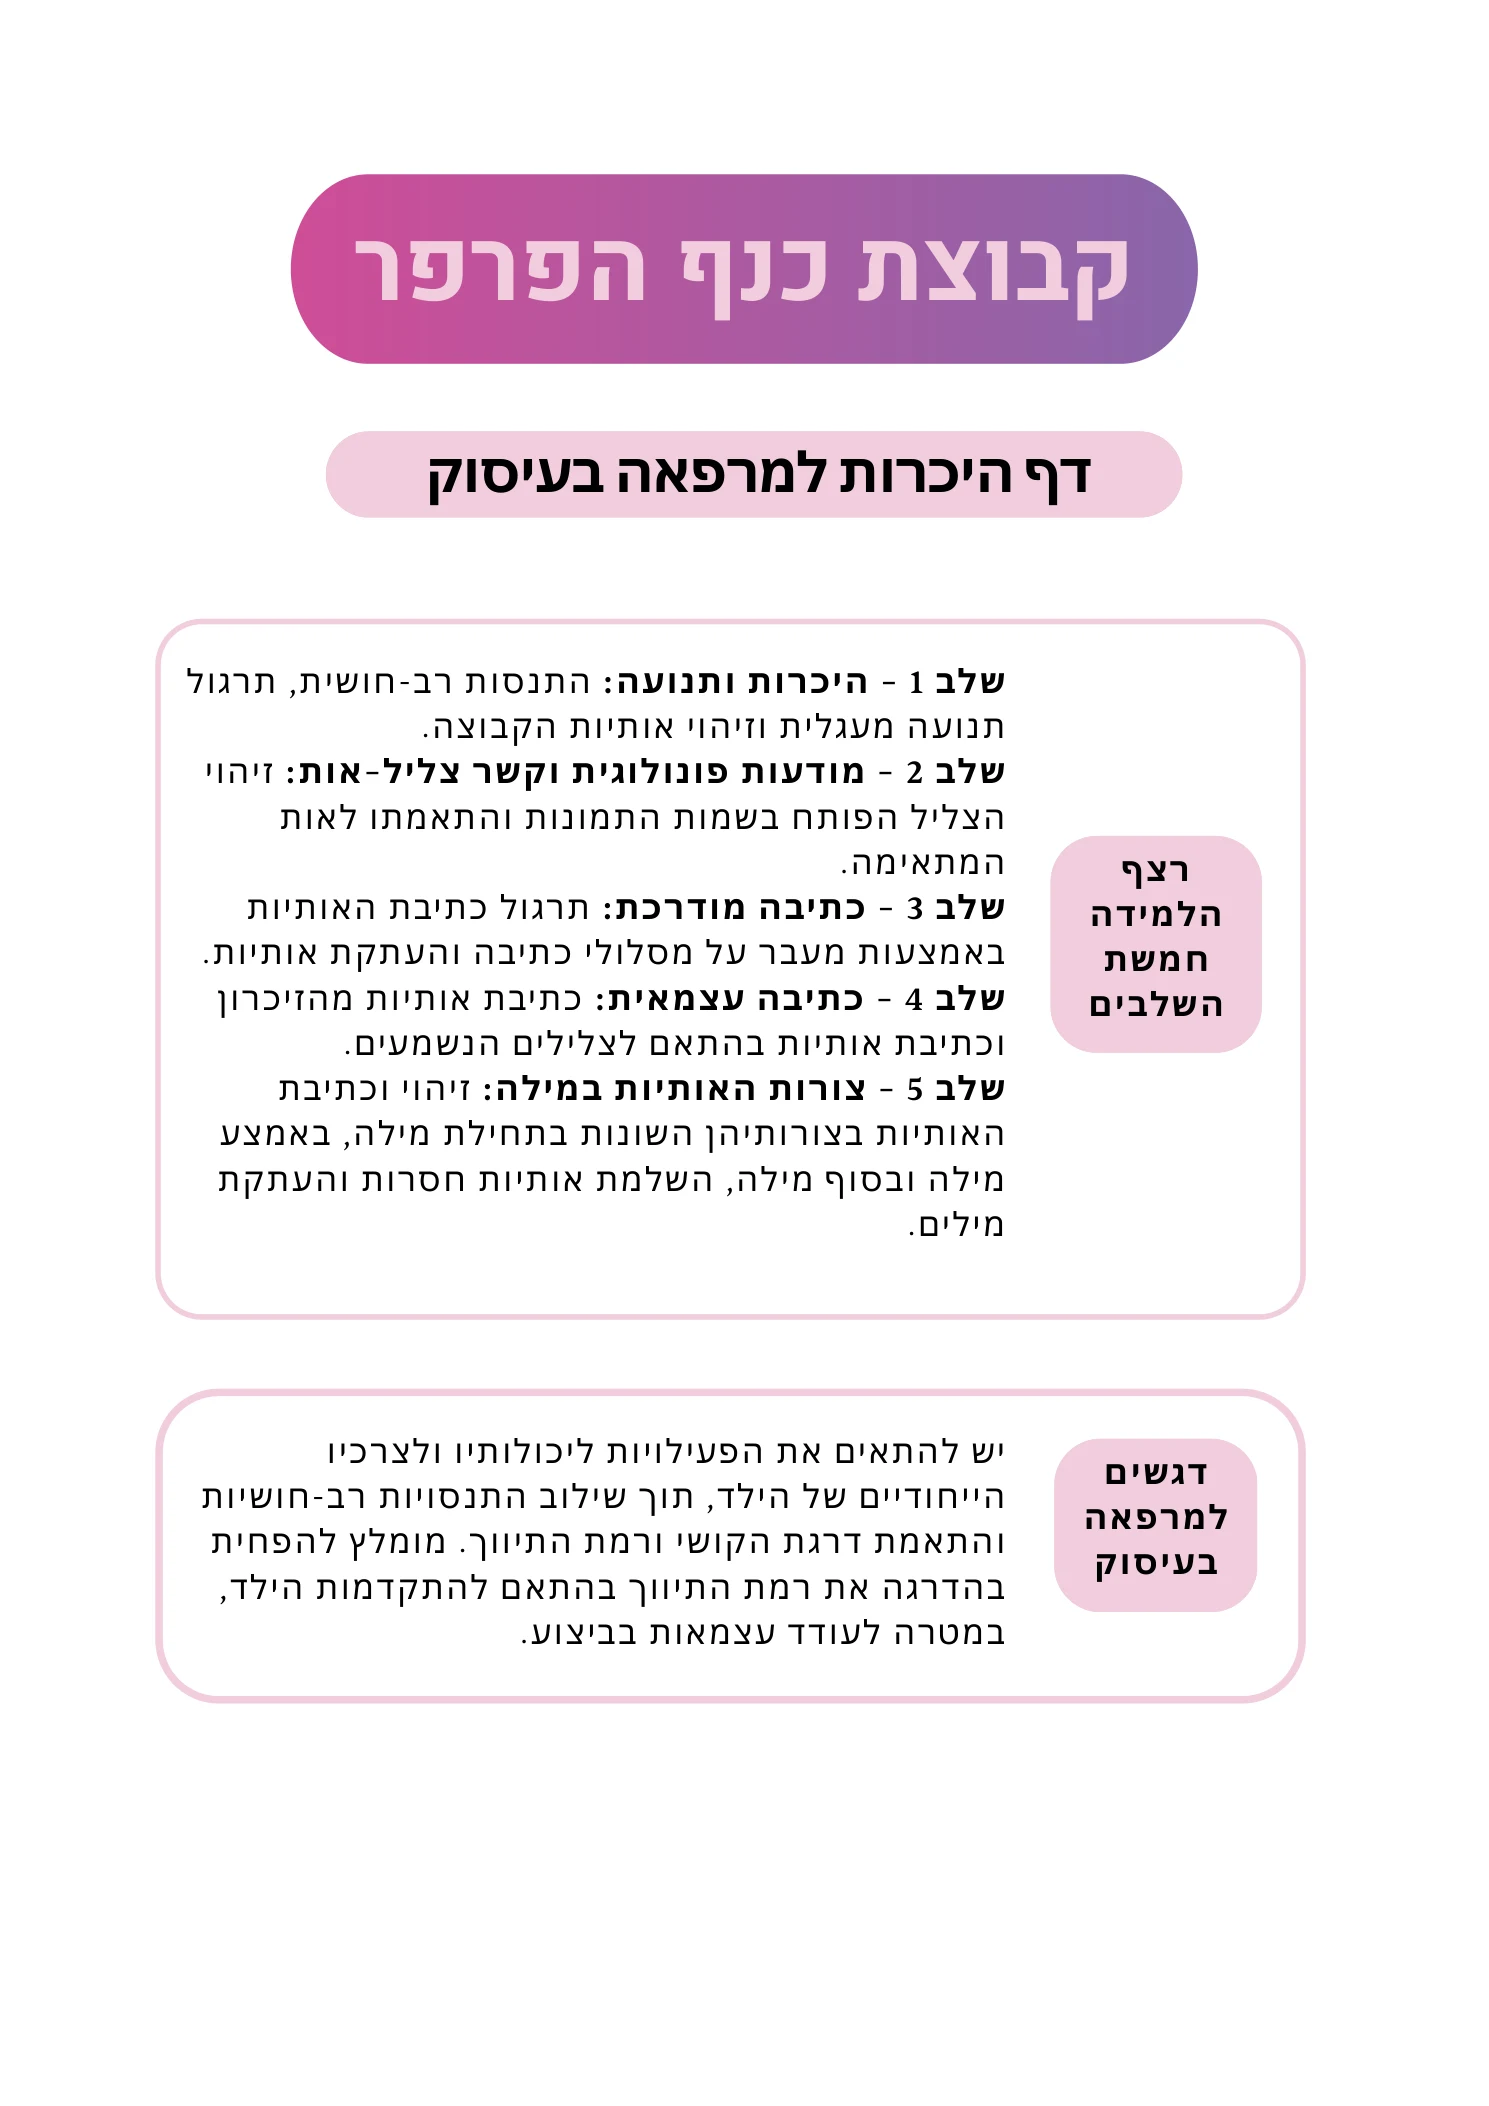 קבוצת כנף הפרפר
דף היכרות למרפאה בעיסוק
רצף
הלמידה
חמשת
השלבים
שלב 1 - היכרות ותנועה: התנסות רב-חושית, תרגול
תנועה מעגלית וזיהוי אותיות הקבוצה.
שלב 2 - מודעות פונולוגית וקשר צליל-אות: זיהוי
הצליל הפותח בשמות התמונות והתאמתו לאות
המתאימה.
שלב 3 - כתיבה מודרכת: תרגול כתיבת האותיות
באמצעות מעבר על מסלולי כתיבה והעתקת אותיות.
שלב 4 - כתיבה עצמאית: כתיבת אותיות מהזיכרון
וכתיבת אותיות בהתאם לצלילים הנשמעים.
שלב 5 - צורות האותיות במילה: זיהוי וכתיבת
האותיות בצורותיהן השונות בתחילת מילה, באמצע
מילה ובסוף מילה, השלמת אותיות חסרות והעתקת
מילים.
דגשים
למרפאה
בעיסוק
יש להתאים את הפעילויות ליכולותיו ולצרכיו
הייחודיים של הילד, תוך שילוב התנסויות רב-חושיות
והתאמת דרגת הקושי ורמת התיווך. מומלץ להפחית
בהדרגה את רמת התיווך בהתאם להתקדמות הילד,
במטרה לעודד עצמאות בביצוע.